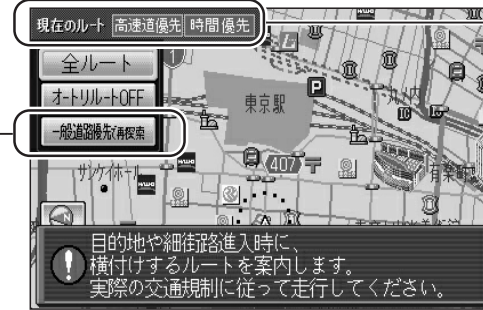 現在のルート 高速道優先 時間優先
全ルート
オートリルートOFF
一般道路優先で再探索
東京駅
P
IC
407
サンケイホール
有楽町
目的地や細街路進入時に、
横付けするルートを案内します。
実際の交通規制に従って走行してください。